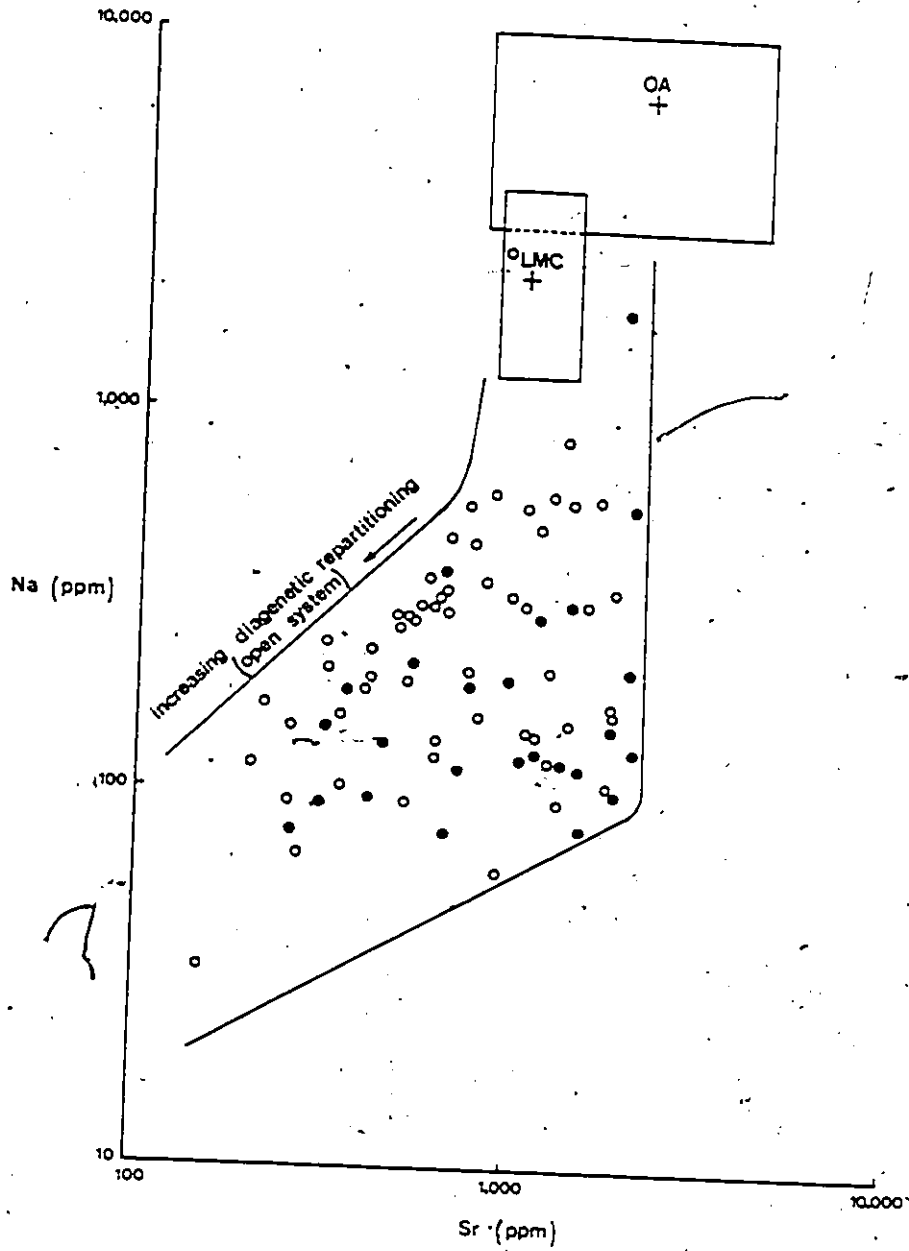 10,000
OA
LMC
1,000
increasing diagenetic repartitioning
(open system)
Na (ppm)
100
10
100
1,000
10,000
Sr (ppm)